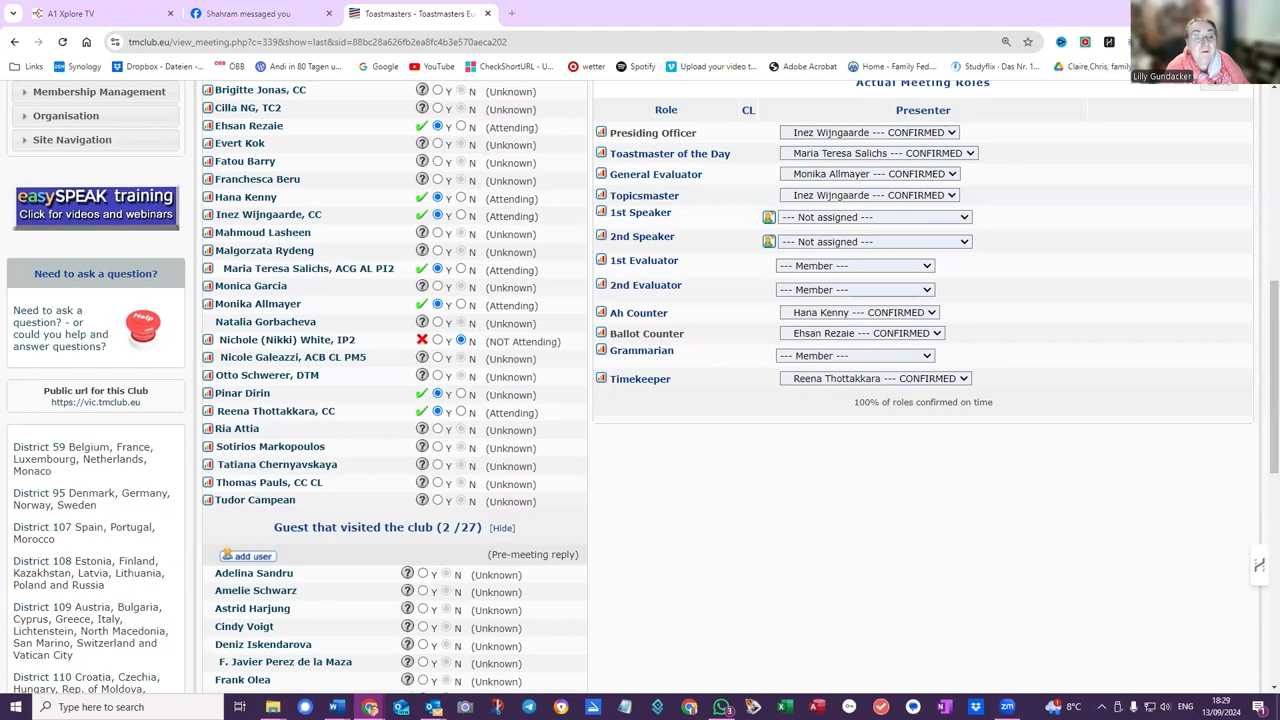 A1 Xplore TV
Shahram messaged you
Toastmasters - Toastmasters Eu
tmclub.eu/view_meeting.php?c=339&show=last&sid=88bc28a626fb2ea8fc4b3e570aeca202
Links
Synology
Dropbox - Dateien -
ÖBB
Andi in 80 Tagen u...
Google
YouTube
CheckShortURL - U...
wetter
Spotify
Upload your video t...
Adobe Acrobat
Home - Family Fed...
Studyflix - Das Nr. 1...
Claire,Chris, family
Lilly Gundacker
Membership Management
Organisation
Site Navigation
easySPEAK training
Click for videos and webinars
Need to ask a question?
Need to ask a
question? - or
could you help and
answer questions?
Help
Public url for this Club
https://vic.tmclub.eu
District 59 Belgium, France,
Luxembourg, Netherlands,
Monaco
District 95 Denmark, Germany,
Norway, Sweden
District 107 Spain, Portugal,
Morocco
District 108 Estonia, Finland,
Kazakhstan, Latvia, Lithuania,
Poland and Russia
District 109 Austria, Bulgaria,
Cyprus, Greece, Italy,
Lichtenstein, North Macedonia,
San Marino, Switzerland and
Vatican City
District 110 Croatia, Czechia,
Hungary, Rep. of Moldova,
Brigitte Jonas, CC Y N (Unknown)
Cilla NG, TC2 Y N (Unknown)
Ehsan Rezaie Y N (Attending)
Evert Kok Y N (Unknown)
Fatou Barry Y N (Unknown)
Franchesca Beru Y N (Unknown)
Hana Kenny Y N (Attending)
Inez Wijngaarde, CC Y N (Attending)
Mahmoud Lasheen Y N (Unknown)
Malgorzata Rydeng Y N (Unknown)
Maria Teresa Salichs, ACG AL PI2 Y N (Attending)
Monica Garcia Y N (Unknown)
Monika Allmayer Y N (Attending)
Natalia Gorbacheva Y N (Unknown)
Nichole (Nikki) White, IP2 Y N (NOT Attending)
Nicole Galeazzi, ACB CL PM5 Y N (Unknown)
Otto Schwerer, DTM Y N (Unknown)
Pinar Dirin Y N (Unknown)
Reena Thottakkara, CC Y N (Attending)
Ria Attia Y N (Unknown)
Sotirios Markopoulos Y N (Unknown)
Tatiana Chernyavskaya Y N (Unknown)
Thomas Pauls, CC CL Y N (Unknown)
Tudor Campean Y N (Unknown)
Guest that visited the club (2 /27) [Hide]
add user (Pre-meeting reply)
Adelina Sandru Y N (Unknown)
Amelie Schwarz Y N (Unknown)
Astrid Harjung Y N (Unknown)
Cindy Voigt Y N (Unknown)
Deniz Iskendarova Y N (Unknown)
F. Javier Perez de la Maza Y N (Unknown)
Frank Olea Y N (Unknown)
Actual Meeting Roles
Role CL Presenter
Presiding Officer Inez Wijngaarde --- CONFIRMED
Toastmaster of the Day Maria Teresa Salichs --- CONFIRMED
General Evaluator Monika Allmayer --- CONFIRMED
Topicsmaster Inez Wijngaarde --- CONFIRMED
1st Speaker --- Not assigned ---
2nd Speaker --- Not assigned ---
1st Evaluator --- Member ---
2nd Evaluator --- Member ---
Ah Counter Hana Kenny --- CONFIRMED
Ballot Counter Ehsan Rezaie --- CONFIRMED
Grammarian --- Member ---
Timekeeper Reena Thottakkara --- CONFIRMED
100% of roles confirmed on time
Type here to search
8°C
18:29
13/09/2024